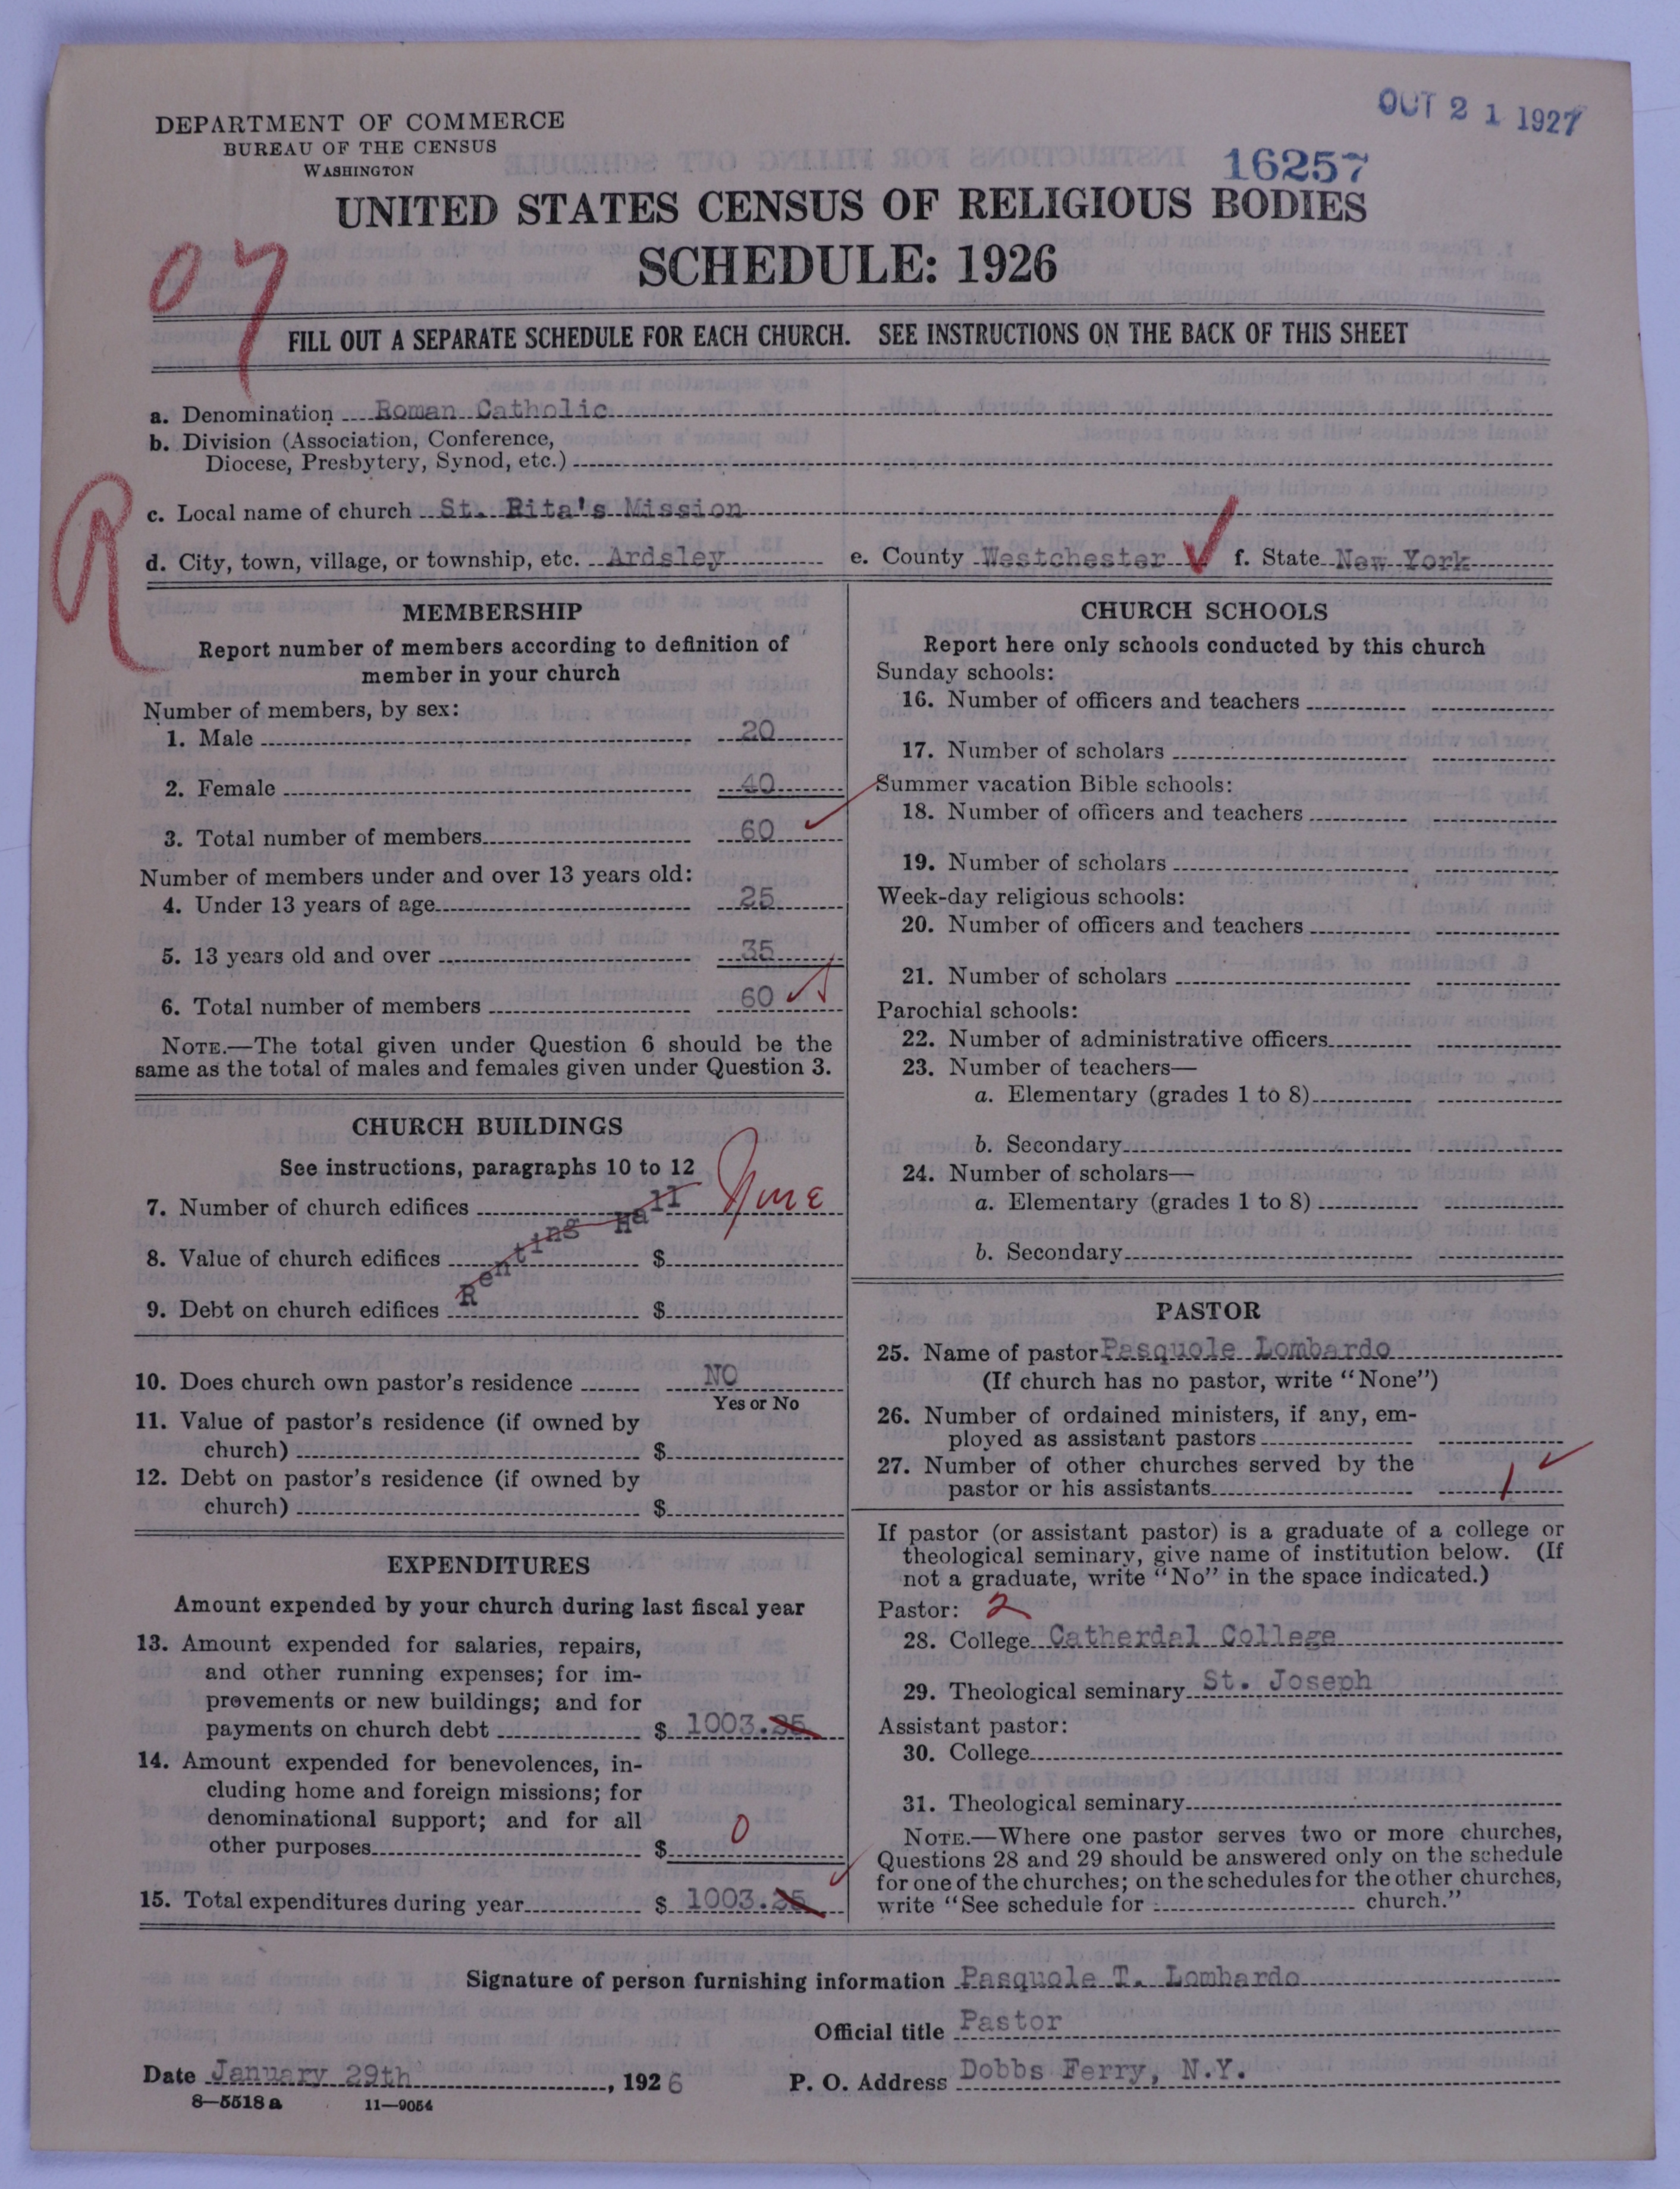 OCT 21 1927
DEPARTMENT OF COMMERCE
BUREAU OF THE CENSUS
WASHINGTON
16257
UNITED STATES CENSUS OF RELIGIOUS BODIES
SCHEDULE: 1926
07
FILL OUT A SEPARATE SCHEDULE FOR EACH CHURCH. SEE INSTRUCTIONS ON THE BACK OF THIS SHEET
a. Denomination Roman Catholic
b. Division (Association, Conference,
Diocese, Presbytery, Synod, etc.)
R
c. Local name of church St. Rita's Mission
d. City, town, village, or township, etc. Ardsley e. County Westchester ✓ f. State New York
MEMBERSHIP
Report number of members according to definition of
member in your church
Number of members, by sex:
1. Male 20
2. Female 40
3. Total number of members 60 ✓
Number of members under and over 13 years old:
4. Under 13 years of age 25
5. 13 years old and over 35
6. Total number of members 60 ✓
NOTE.—The total given under Question 6 should be the
same as the total of males and females given under Question 3.
CHURCH BUILDINGS
See instructions, paragraphs 10 to 12
7. Number of church edifices None
Renting Hall
8. Value of church edifices $
9. Debt on church edifices $
10. Does church own pastor's residence NO
Yes or No
11. Value of pastor's residence (if owned by
church) $
12. Debt on pastor's residence (if owned by
church) $
EXPENDITURES
Amount expended by your church during last fiscal year
13. Amount expended for salaries, repairs,
and other running expenses; for im-
provements or new buildings; and for
payments on church debt $ 1003.25
14. Amount expended for benevolences, in-
cluding home and foreign missions; for
denominational support; and for all
other purposes $ 0
15. Total expenditures during year $ 1003.25
CHURCH SCHOOLS
Report here only schools conducted by this church
Sunday schools:
16. Number of officers and teachers
17. Number of scholars
Summer vacation Bible schools:
18. Number of officers and teachers
19. Number of scholars
Week-day religious schools:
20. Number of officers and teachers
21. Number of scholars
Parochial schools:
22. Number of administrative officers
23. Number of teachers—
a. Elementary (grades 1 to 8)
b. Secondary
24. Number of scholars—
a. Elementary (grades 1 to 8)
b. Secondary
PASTOR
25. Name of pastor Pasquole Lombardo
(If church has no pastor, write "None")
26. Number of ordained ministers, if any, em-
ployed as assistant pastors
27. Number of other churches served by the
pastor or his assistants 1 ✓
If pastor (or assistant pastor) is a graduate of a college or
theological seminary, give name of institution below. (If
not a graduate, write "No" in the space indicated.)
Pastor: 2
28. College Catherdal College
29. Theological seminary St. Joseph
Assistant pastor:
30. College
31. Theological seminary
NOTE.—Where one pastor serves two or more churches,
Questions 28 and 29 should be answered only on the schedule
for one of the churches; on the schedules for the other churches,
write "See schedule for church."
Signature of person furnishing information Pasquole T. Lombardo
Official title Pastor
Date January 29th, 1926 P. O. Address Dobbs Ferry, N.Y.
8—5518 a 11—9054